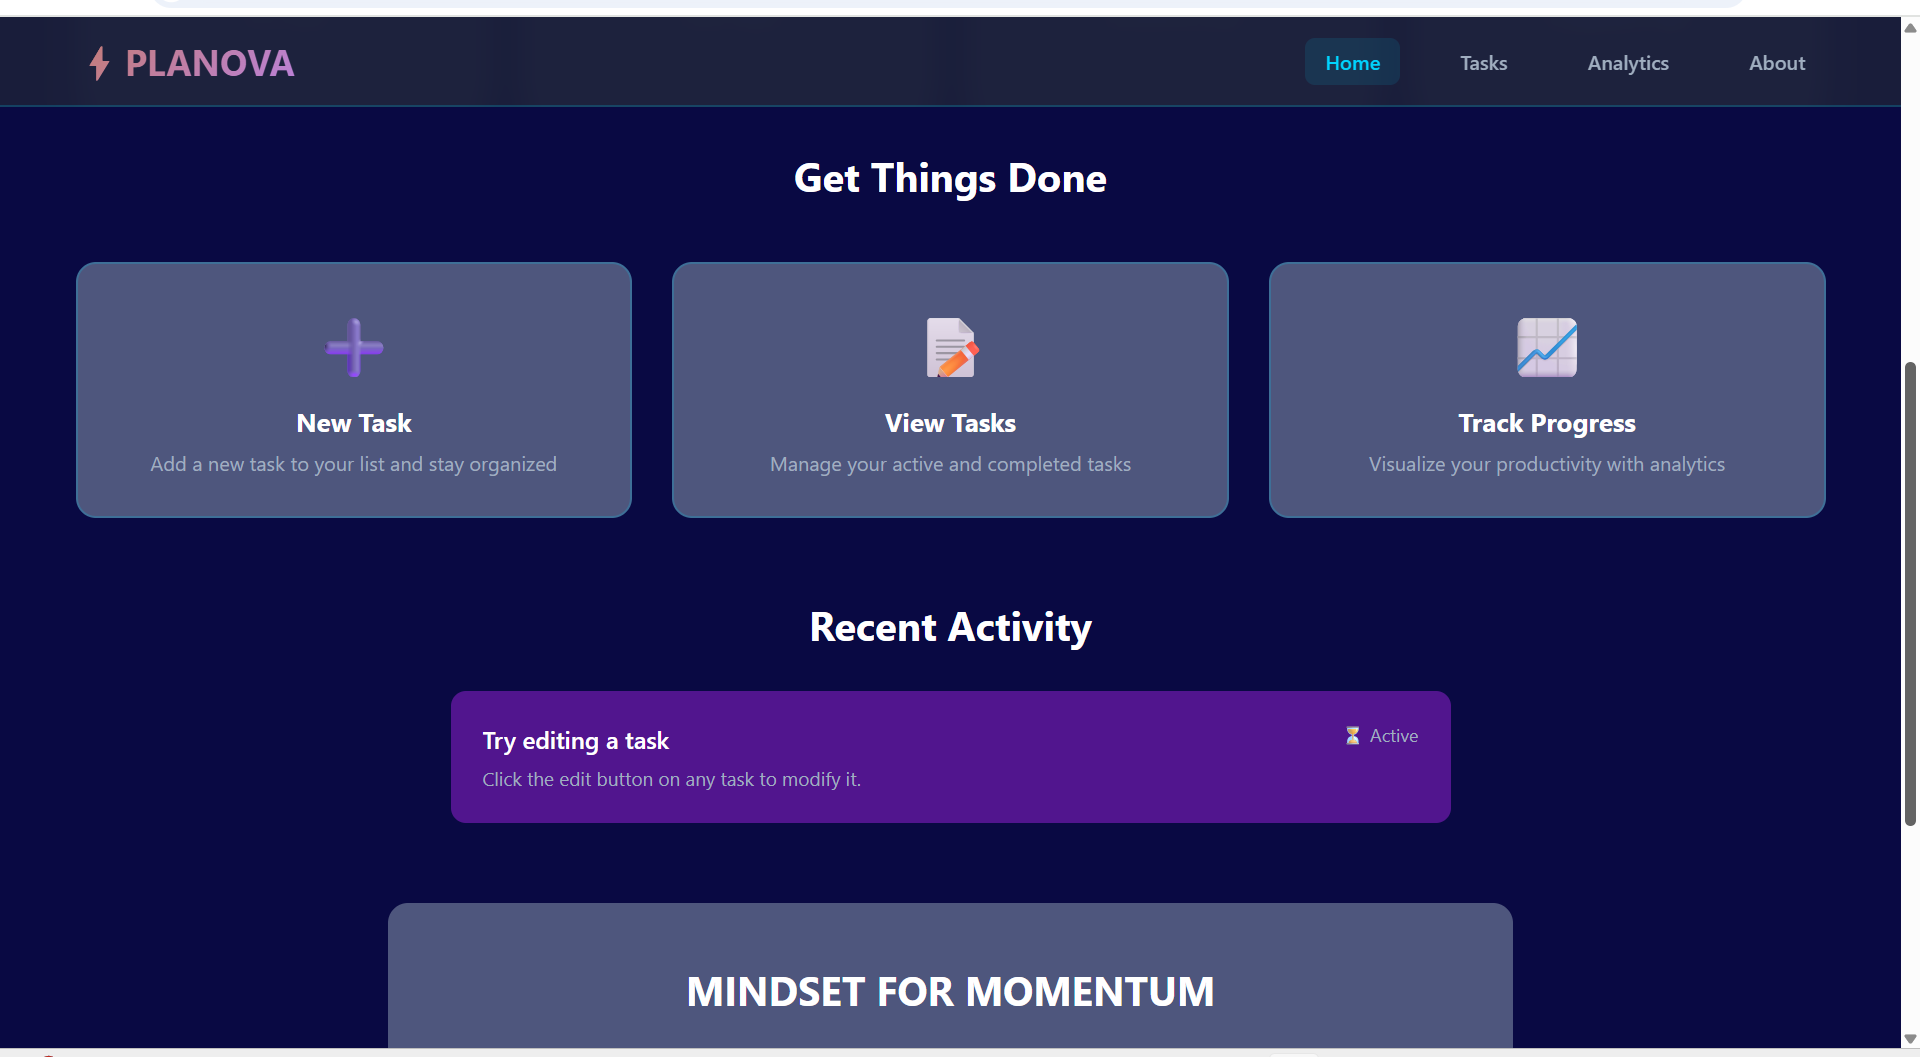 PLANOVA
Home
Tasks
Analytics
About
Get Things Done
New Task
Add a new task to your list and stay organized
View Tasks
Manage your active and completed tasks
Track Progress
Visualize your productivity with analytics
Recent Activity
Try editing a task
Active
Click the edit button on any task to modify it.
MINDSET FOR MOMENTUM